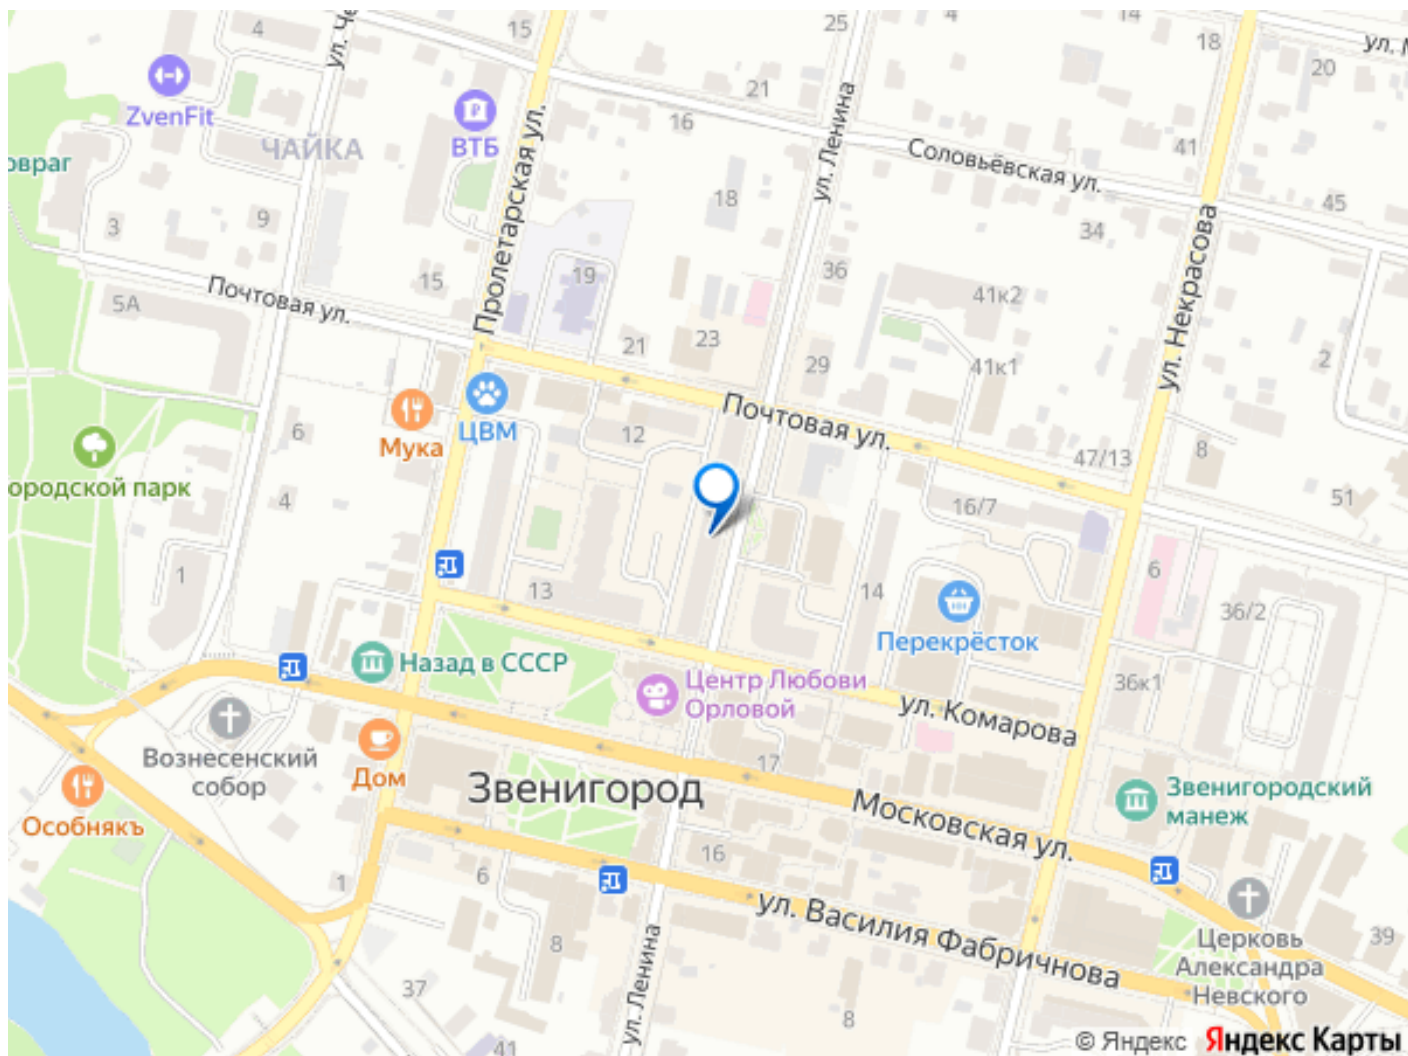 4
ул. Че
15
25
4
14
18
ул. М
20
ZvenFit
ЧАЙКА
ВТБ
Пролетарская ул.
21
16
ул. Ленина
Соловьёвская ул.
41
45
овраг
3
9
18
34
ул. Некрасова
5А
Почтовая ул.
15
19
36
41к2
21
23
29
41к1
2
Мука
ЦВМ
12
Почтовая ул.
47/13
8
6
городской парк
4
16/7
51
1
13
14
6
36/2
Перекрёсток
Назад в СССР
Центр Любови
Орловой
ул. Комарова
36к1
Вознесенский
собор
Дом
17
Звенигород
Звенигородский
манеж
Особнякъ
Московская ул.
16
1
6
ул. Василия Фабричнова
8
ул. Ленина
Церковь
Александра
Невского
39
37
8
41
© Яндекс Яндекс Карты